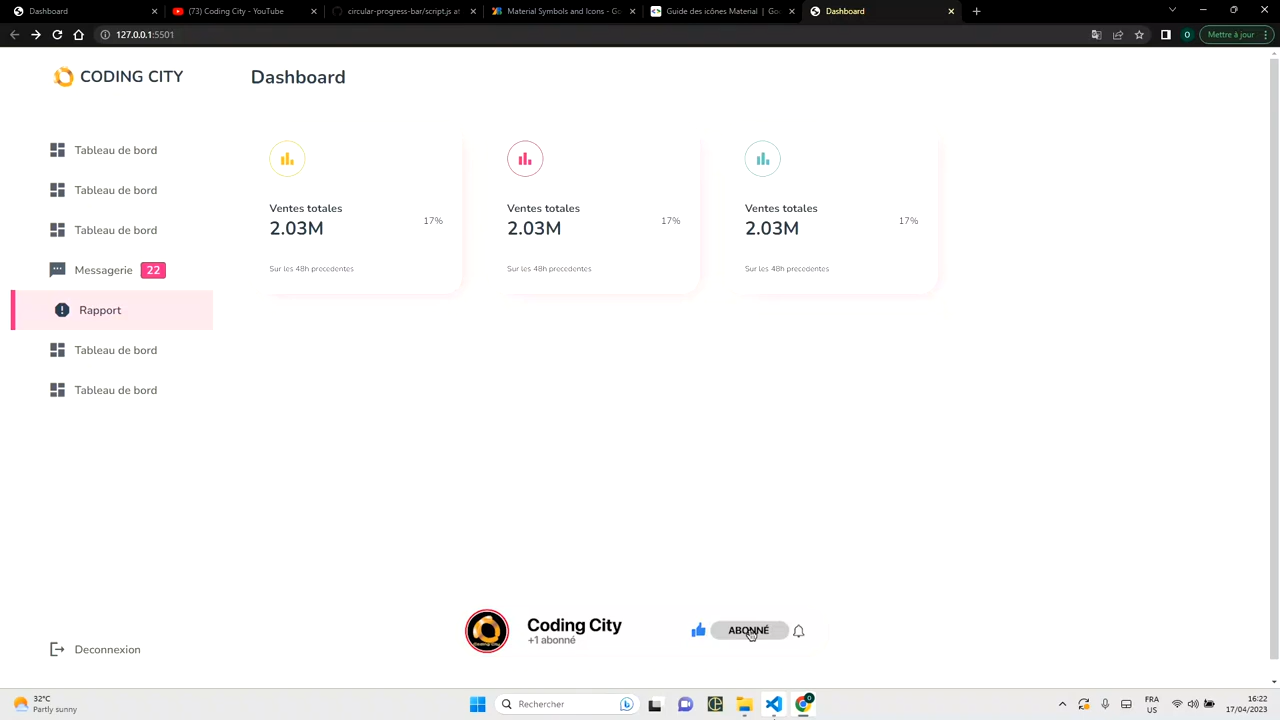 Dashboard
(73) Coding City - YouTube
circular-progress-bar/script.js at
Material Symbols and Icons - Go
Guide des icônes Material | Goo
Dashboard
127.0.0.1:5501
O
Mettre à jour
CODING CITY
Dashboard
Tableau de bord
Tableau de bord
Tableau de bord
Messagerie 22
Rapport
Tableau de bord
Tableau de bord
Deconnexion
Ventes totales
2.03M
17%
Sur les 48h precedentes
Ventes totales
2.03M
17%
Sur les 48h precedentes
Ventes totales
2.03M
17%
Sur les 48h precedentes
Coding City
+1 abonné
ABONNÉ
32°C
Partly sunny
Rechercher
FRA
US
16:22
17/04/2023